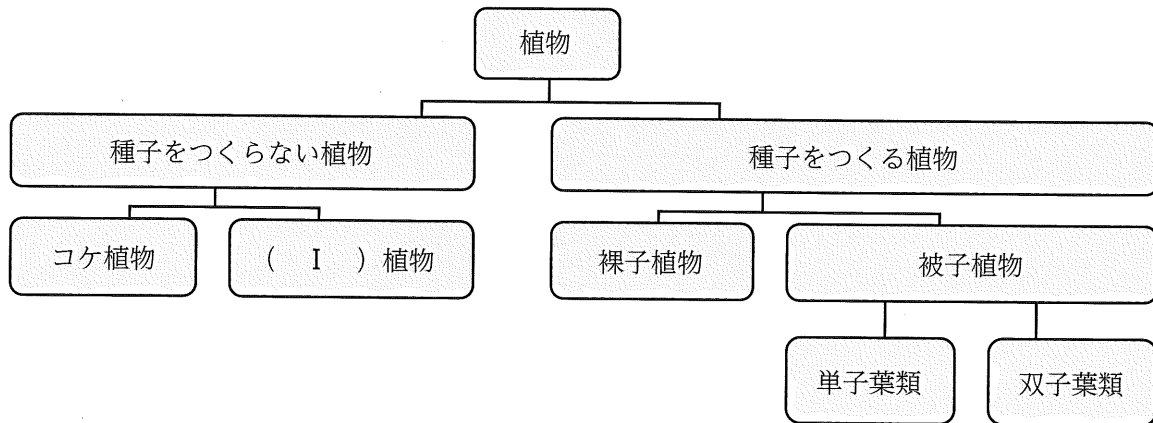 植物
種子をつくらない植物
種子をつくる植物
コケ植物
(　I　)植物
裸子植物
被子植物
単子葉類
双子葉類